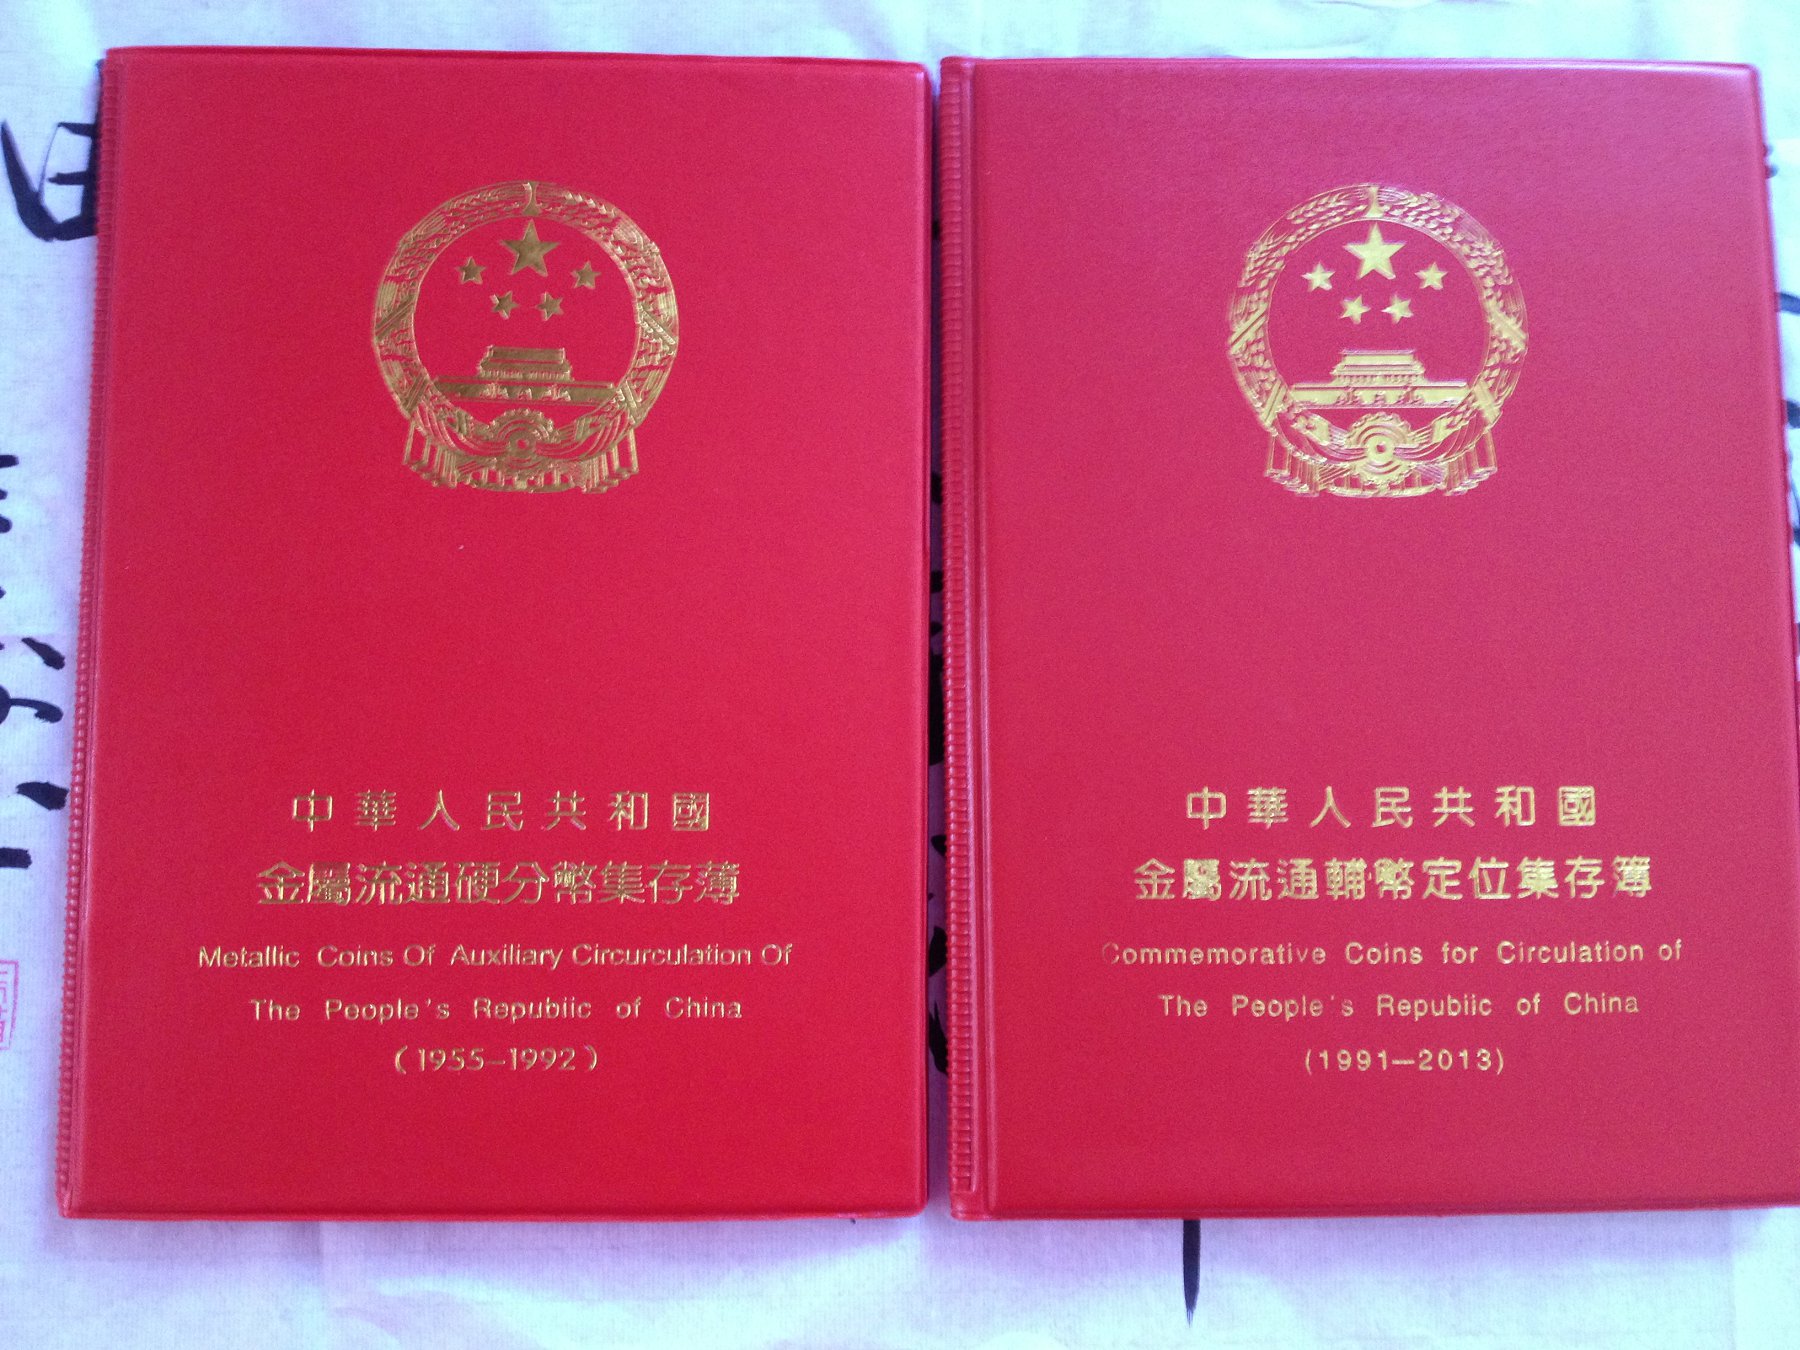 中華人民共和國
金屬流通硬分幣集存薄
Metallic Coins Of Auxiliary Circurculation Of
The People's Republic of China
(1955-1992)
中華人民共和國
金屬流通輔幣定位集存簿
Commemorative Coins for Circulation of
The People's Republic of China
(1991—2013)